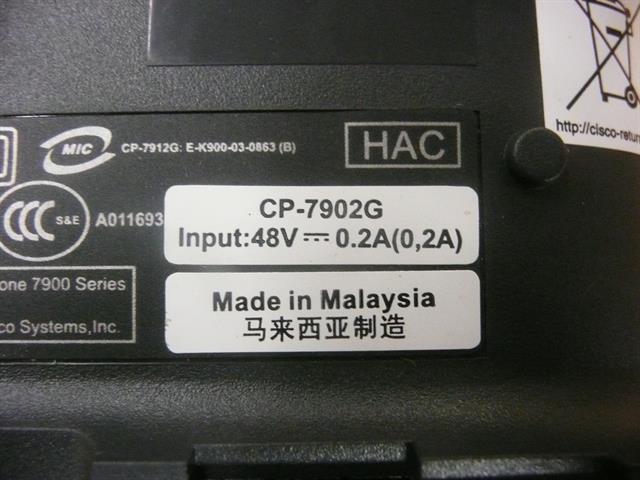 http://cisco-return
MIC CP-7912G: E-K900-03-0863 (B)
HAC
CCC S&E A011693
CP-7902G
Input:48V⎓0.2A(0,2A)
one 7900 Series
co Systems,Inc.
Made in Malaysia
马来西亚制造